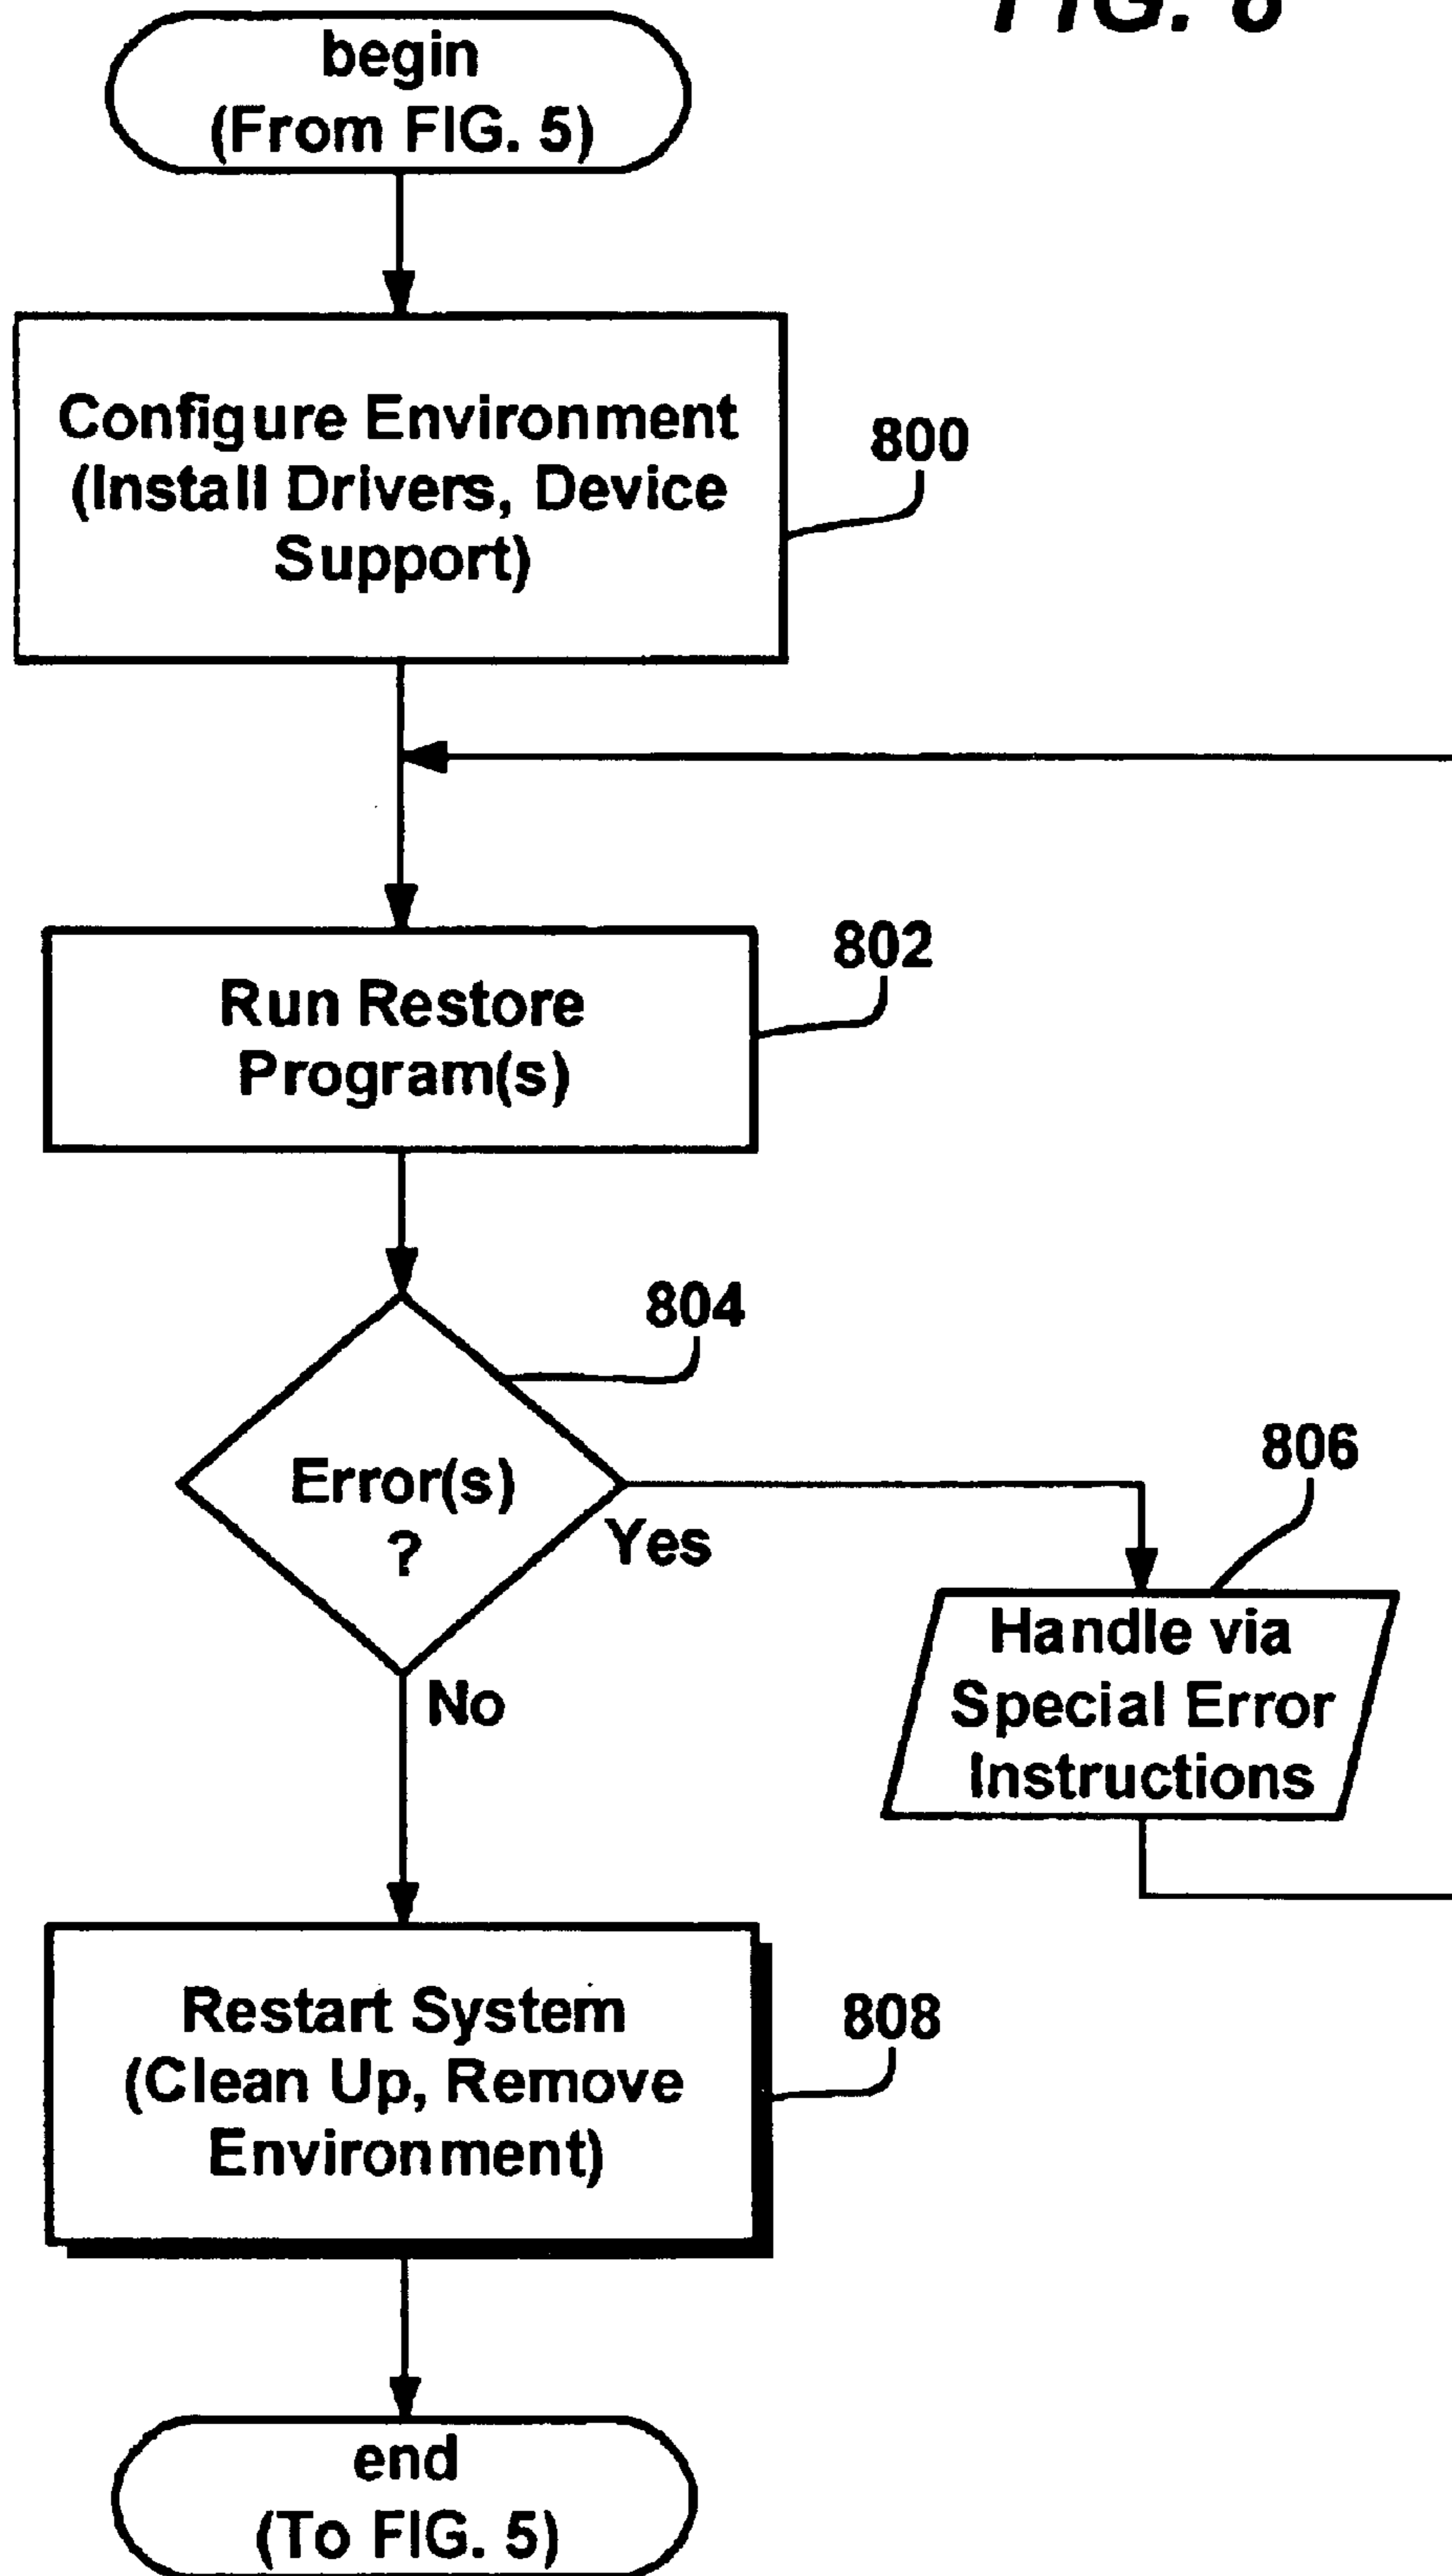 FIG.
begin
(From FIG. 5)
Configure Environment
(Install Drivers, Device
Support)
800
802
Run Restore
Program(s)
804
Error(s)
?
Yes
806
No
Handle via
Special Error
Instructions
Restart System
(Clean Up, Remove
Environment)
808
end
(To FIG. 5)